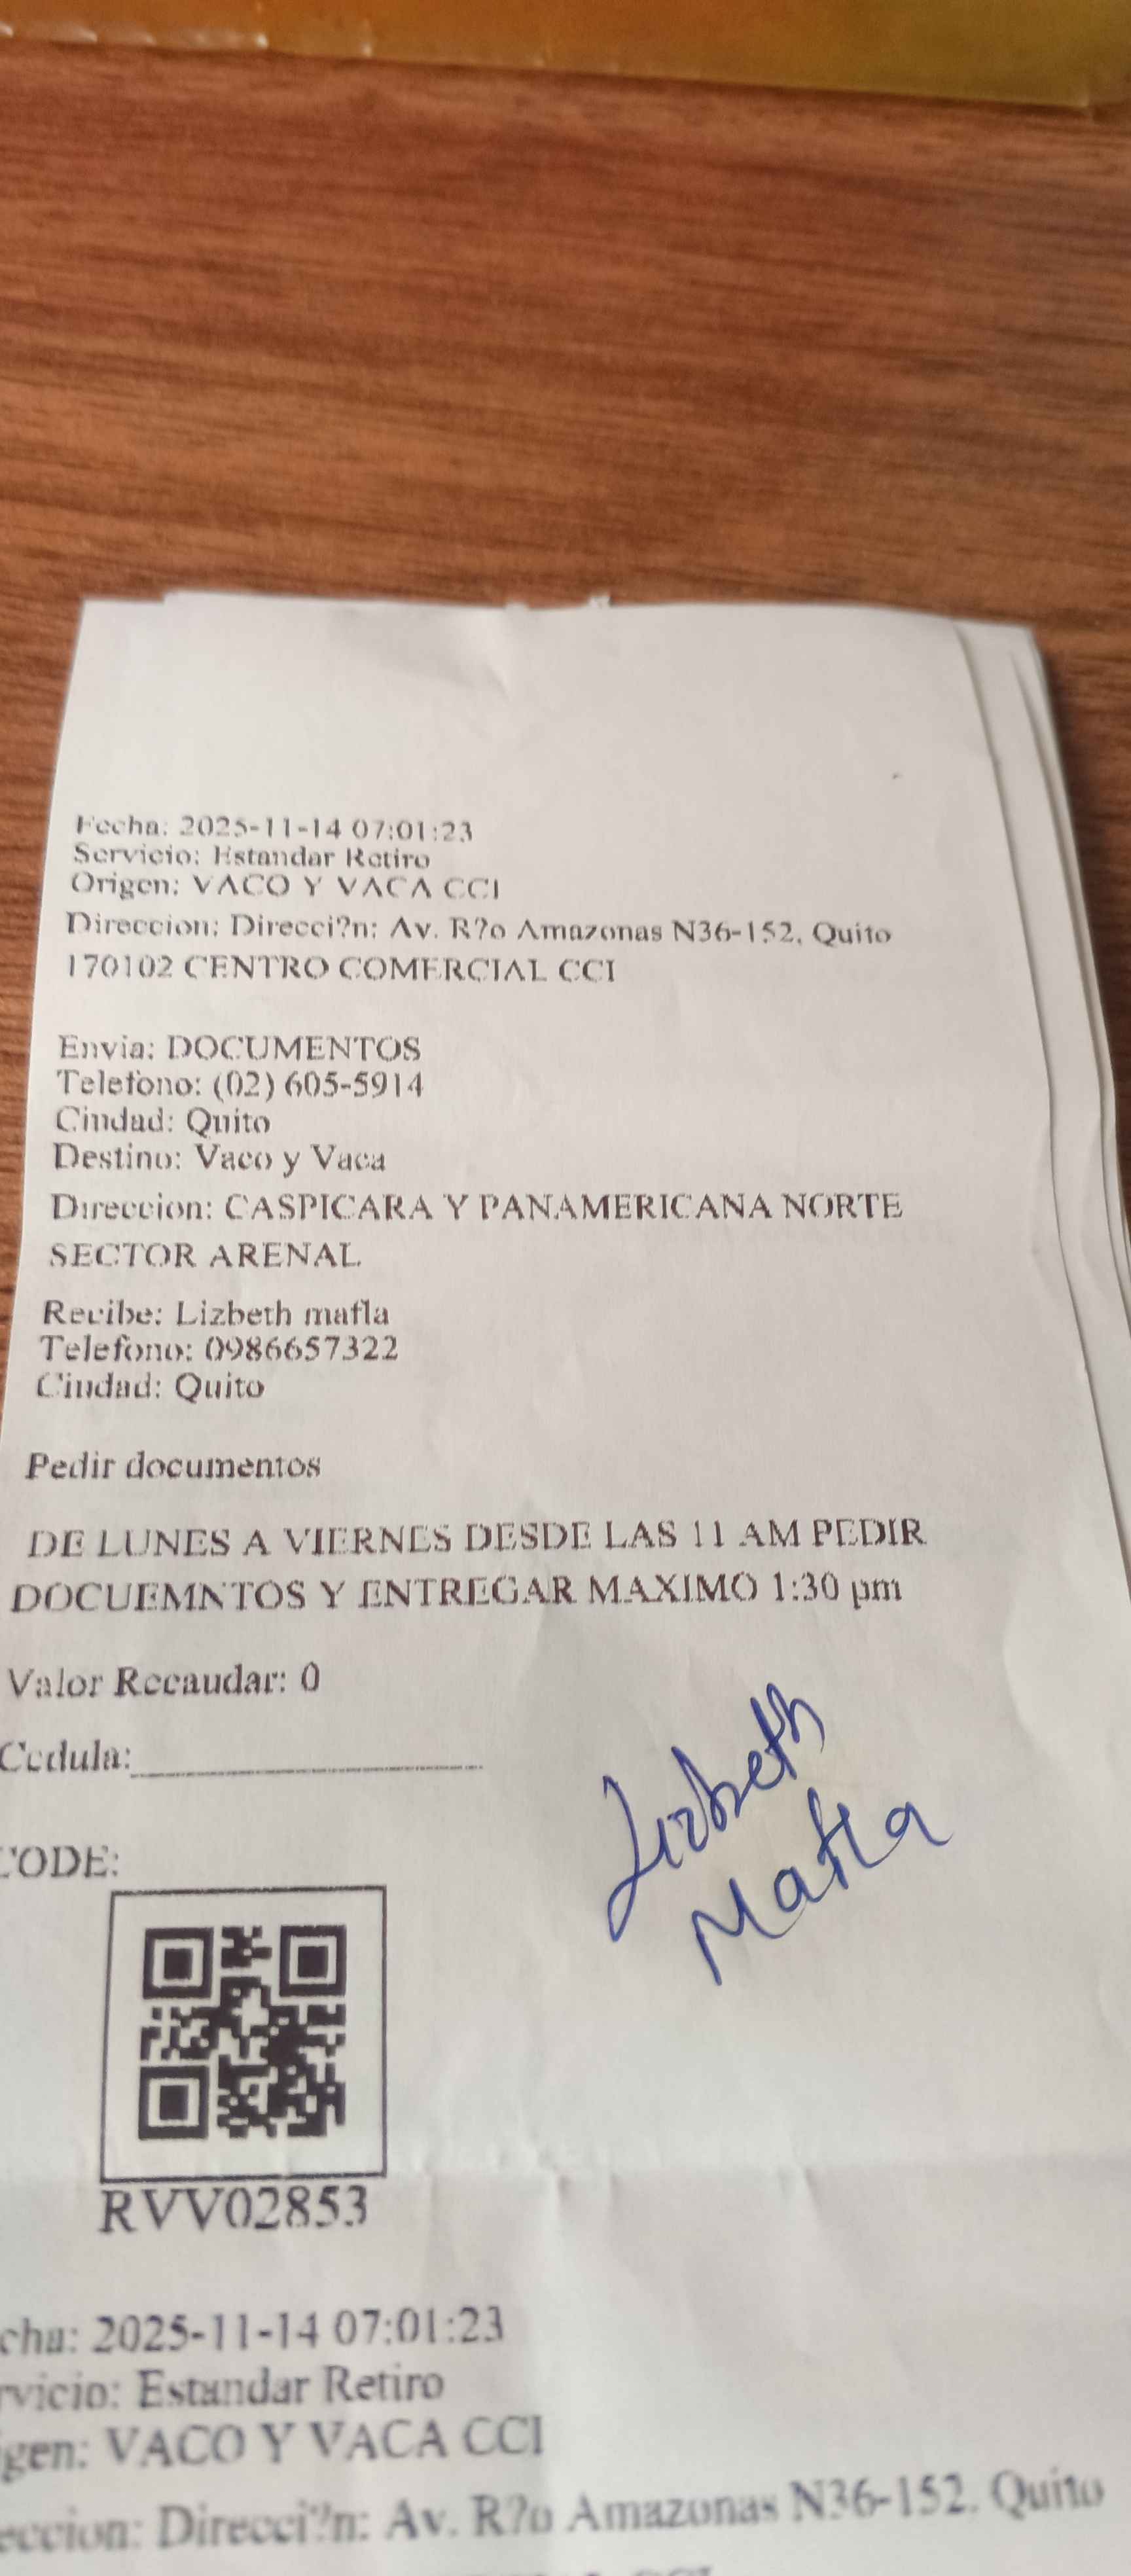 Fecha: 2025-11-14 07:01:23
Servicio: Estandar Retiro
Origen: VACO Y VACA CCI
Direccion: Direcci?n: Av. R?o Amazonas N36-152, Quito
170102 CENTRO COMERCIAL CCI
Envia: DOCUMENTOS
Telefono: (02) 605-5914
Ciudad: Quito
Destino: Vaco y Vaca
Direccion: CASPICARA Y PANAMERICANA NORTE
SECTOR ARENAL
Recibe: Lizbeth mafla
Telefono: 0986657322
Ciudad: Quito
Pedir documentos
DE LUNES A VIERNES DESDE LAS 11 AM PEDIR
DOCUEMNTOS Y ENTREGAR MAXIMO 1:30 pm
Valor Recaudar: 0
Cedula:
Lizbeth
Mafla
CODE:
RVV02853
cha: 2025-11-14 07:01:23
rvicio: Estandar Retiro
gen: VACO Y VACA CCI
eccion: Direcci?n: Av. R?o Amazonas N36-152. Quito